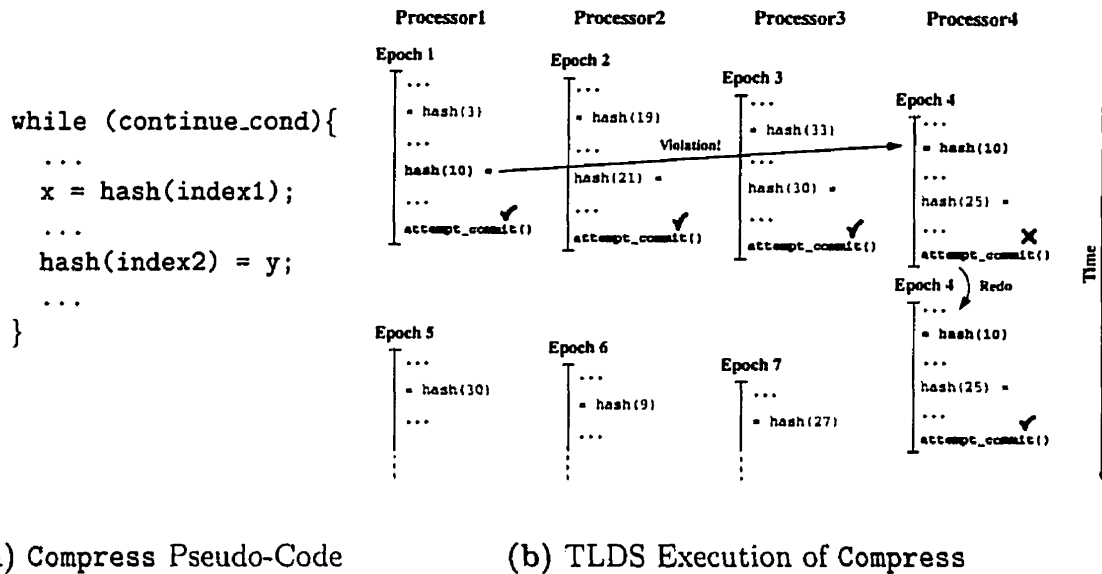 while (continue_cond){
...
x = hash(index1);
...
hash(index2) = y;
...
}
Processor1
Processor2
Processor3
Processor4
Epoch 1
...
= hash(3)
...
hash(10) =
...
attempt_commit()
Epoch 2
...
= hash(19)
...
hash(21) =
...
attempt_commit()
Epoch 3
...
= hash(33)
...
hash(30) =
...
attempt_commit()
Violation!
Epoch 4
...
= hash(10)
...
hash(25) =
...
attempt_commit()
Redo
Epoch 4
...
= hash(10)
...
hash(25) =
...
attempt_commit()
Epoch 5
...
= hash(30)
...
Epoch 6
...
= hash(9)
...
Epoch 7
...
= hash(27)
Time
) Compress Pseudo-Code
(b) TLDS Execution of Compress